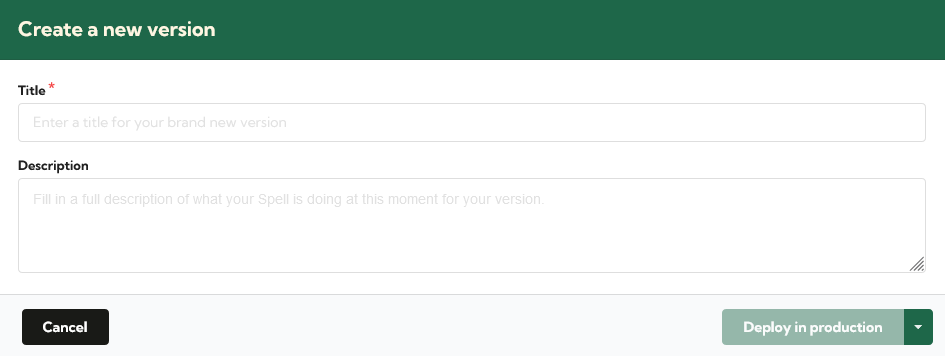 Create a new version
Title *
Enter a title for your brand new version
Description
Fill in a full description of what your Spell is doing at this moment for your version.
Cancel
Deploy in production